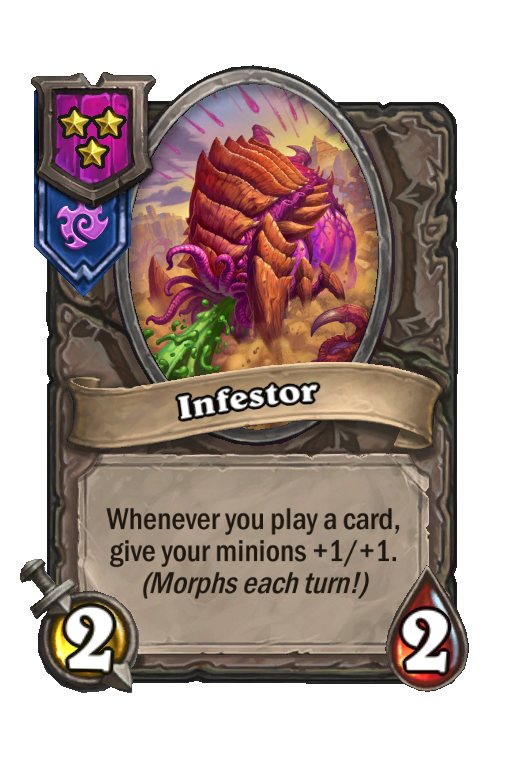 Infestor
Whenever you play a card,
give your minions +1/+1.
(Morphs each turn!)
2
2